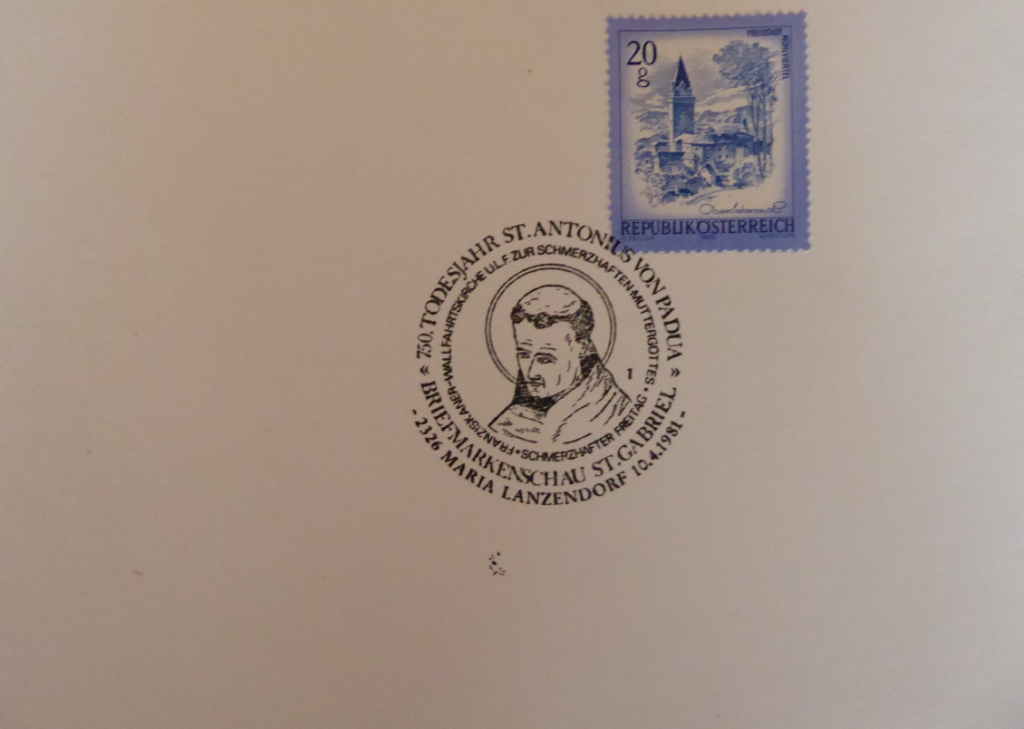 20 g
FREISTADT
MÜHLVIERTEL
Oberösterreich
REPUBLIK ÖSTERREICH
750. TODESJAHR ST. ANTONIUS VON PADUA
FRANZISKANER-WALLFAHRTSKIRCHE U.L.F. ZUR SCHMERZHAFTEN MUTTERGOTTES • SCHMERZHAFTER FREITAG •
1
BRIEFMARKENSCHAU ST. GABRIEL
- 2326 MARIA LANZENDORF 10.4.1981 -